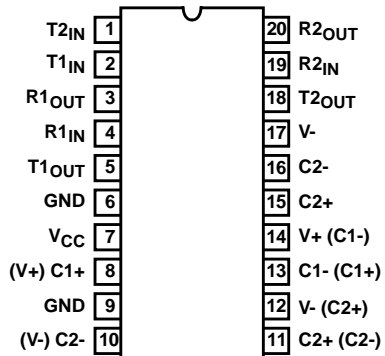 T2IN 1 20 R2OUT
T1IN 2 19 R2IN
R1OUT 3 18 T2OUT
R1IN 4 17 V-
T1OUT 5 16 C2-
GND 6 15 C2+
VCC 7 14 V+ (C1-)
(V+) C1+ 8 13 C1- (C1+)
GND 9 12 V- (C2+)
(V-) C2- 10 11 C2+ (C2-)